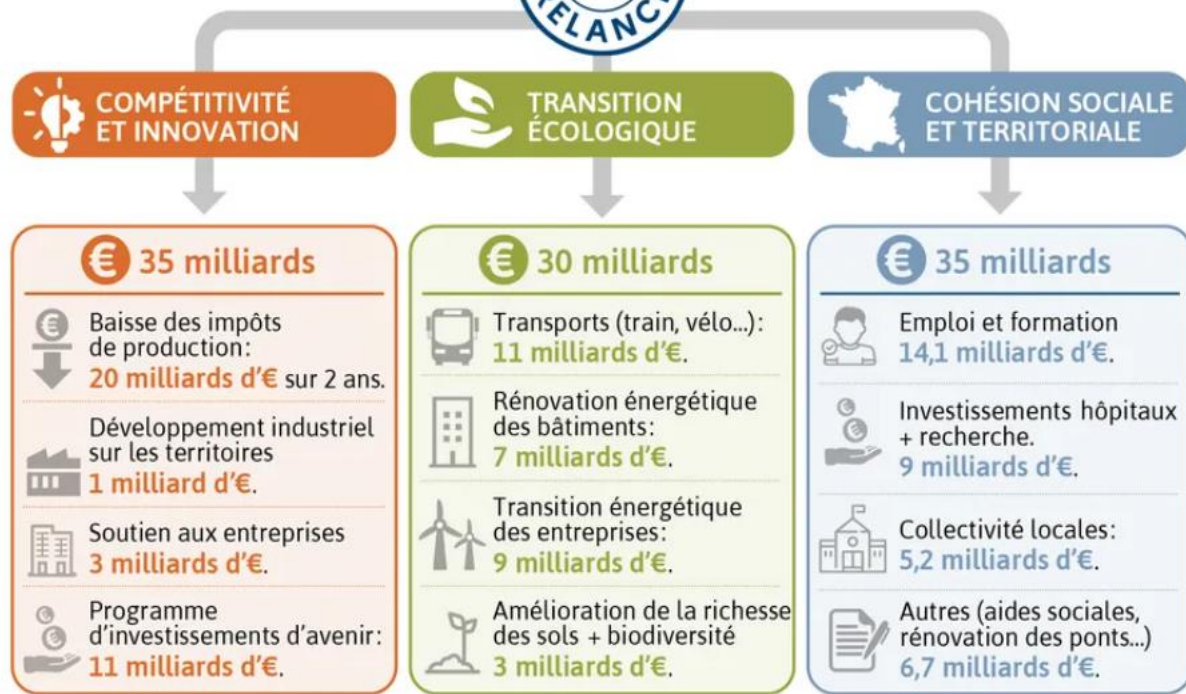 RELANCE
COMPÉTITIVITÉ
ET INNOVATION
€ 35 milliards
Baisse des impôts
de production:
20 milliards d'€ sur 2 ans.
Développement industriel
sur les territoires
1 milliard d'€.
Soutien aux entreprises
3 milliards d'€.
Programme
d'investissements d'avenir:
11 milliards d'€.
TRANSITION
ÉCOLOGIQUE
€ 30 milliards
Transports (train, vélo...):
11 milliards d'€.
Rénovation énergétique
des bâtiments:
7 milliards d'€.
Transition énergétique
des entreprises:
9 milliards d'€.
Amélioration de la richesse
des sols + biodiversité
3 milliards d'€.
COHÉSION SOCIALE
ET TERRITORIALE
€ 35 milliards
Emploi et formation
14,1 milliards d'€.
Investissements hôpitaux
+ recherche.
9 milliards d'€.
Collectivité locales:
5,2 milliards d'€.
Autres (aides sociales,
rénovation des ponts...)
6,7 milliards d'€.